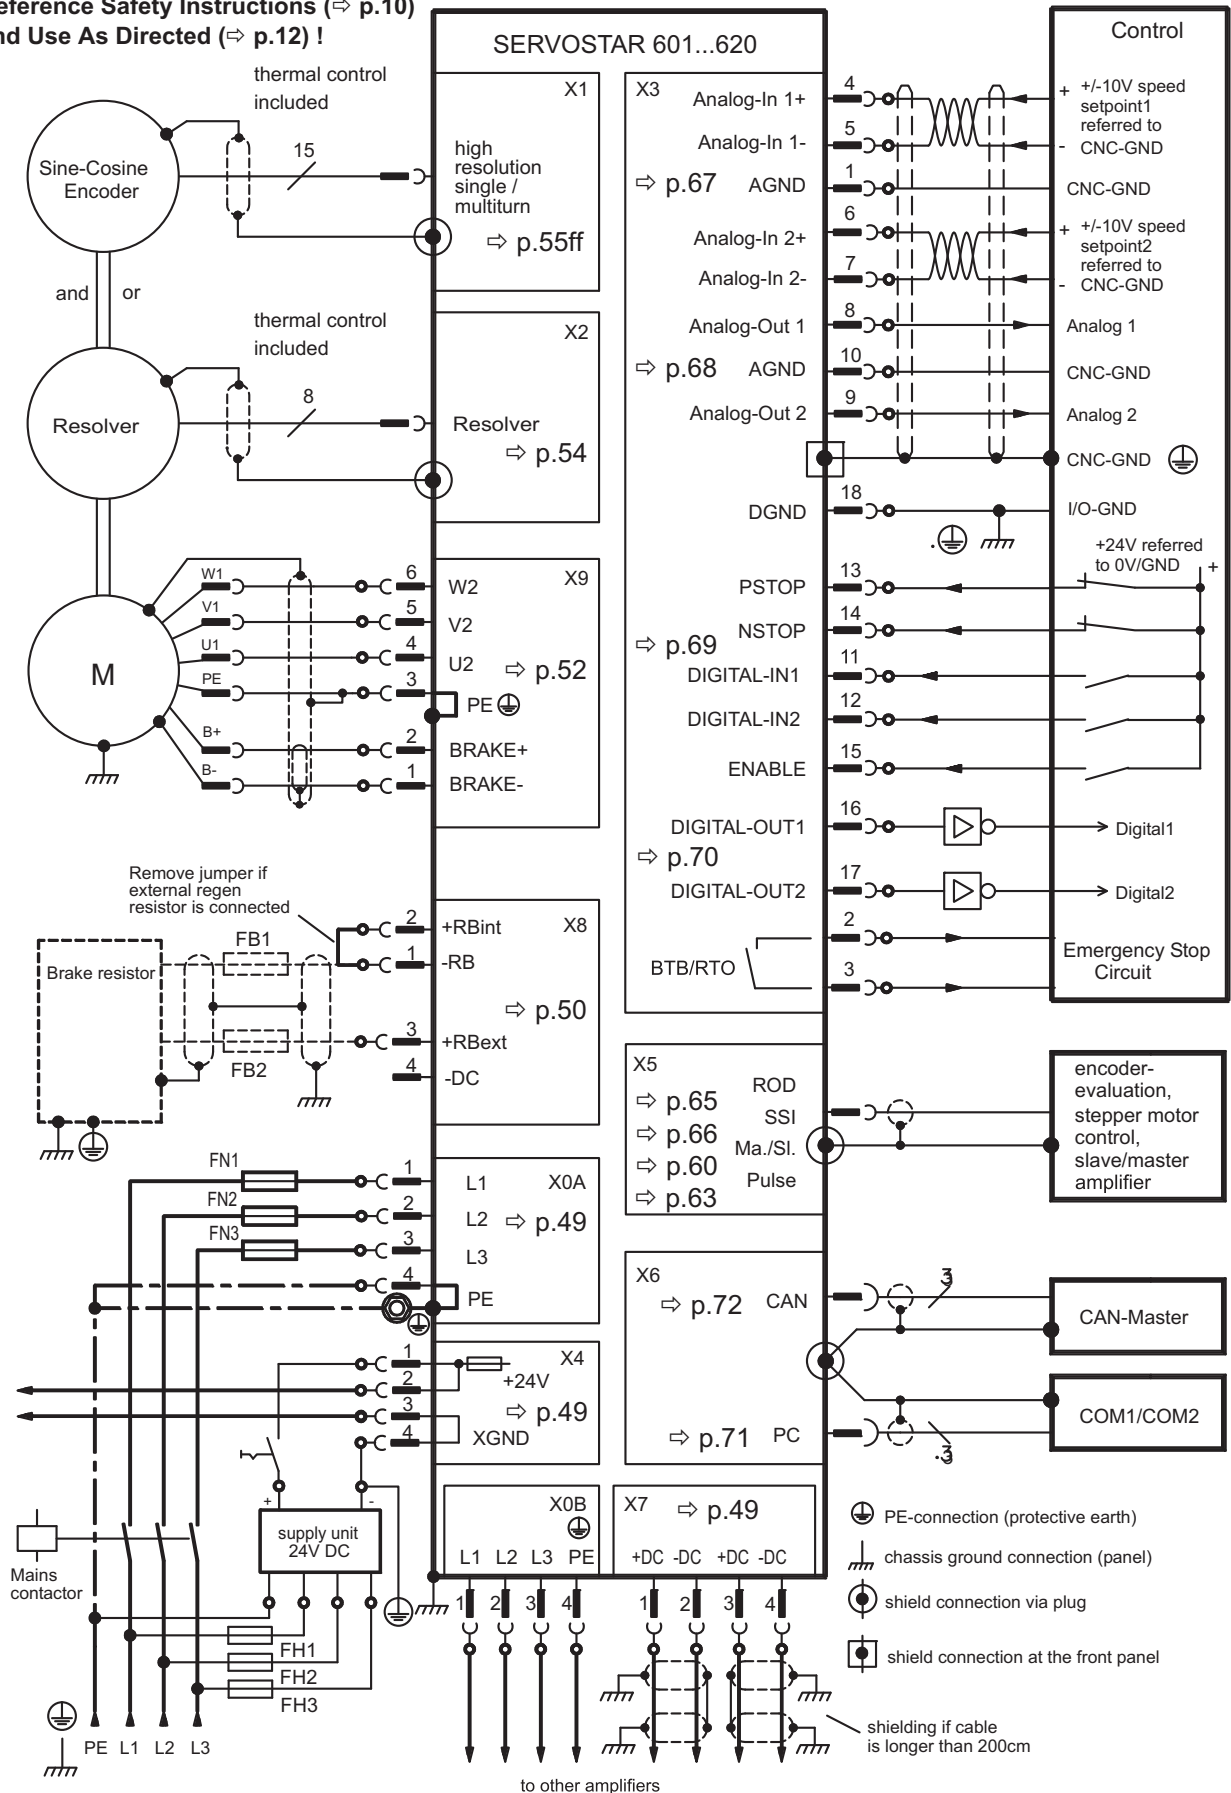 eference Safety Instructions (⇨ p.10)
nd Use As Directed (⇨ p.12) !
SERVOSTAR 601...620
Control
thermal control
included
Sine-Cosine
Encoder
15
X1
high
resolution
single /
multiturn
⇨ p.55ff
and
or
thermal control
included
Resolver
8
X2
Resolver
⇨ p.54
M
W1
V1
U1
PE
B+
B-
6
5
4
3
2
1
X9
W2
V2
U2
⇨ p.52
PE
BRAKE+
BRAKE-
Remove jumper if
external regen
resistor is connected
Brake resistor
FB1
FB2
2
1
3
4
X8
+RBint
-RB
⇨ p.50
+RBext
-DC
FN1
FN2
FN3
1
2
3
4
X0A
L1
L2
⇨ p.49
L3
PE
1
2
3
4
X4
+24V
⇨ p.49
XGND
+
-
supply unit
24V DC
Mains
contactor
FH1
FH2
FH3
PE
L1
L2
L3
X0B
L1
L2
L3
PE
1
2
3
4
X7
⇨ p.49
+DC
-DC
+DC
-DC
1
2
3
4
to other amplifiers
X3
Analog-In 1+
4
Analog-In 1-
5
⇨ p.67
AGND
1
Analog-In 2+
6
Analog-In 2-
7
Analog-Out 1
8
⇨ p.68
AGND
10
Analog-Out 2
9
DGND
18
PSTOP
13
NSTOP
14
⇨ p.69
DIGITAL-IN1
11
DIGITAL-IN2
12
ENABLE
15
DIGITAL-OUT1
16
⇨ p.70
DIGITAL-OUT2
17
BTB/RTO
2
3
+
+/-10V speed
setpoint1
referred to
- CNC-GND
CNC-GND
+
+/-10V speed
setpoint2
referred to
- CNC-GND
Analog 1
CNC-GND
Analog 2
CNC-GND
I/O-GND
+24V referred
to 0V/GND
+
Digital1
Digital2
Emergency Stop
Circuit
X5
ROD
⇨ p.65
SSI
⇨ p.66
Ma./Sl.
⇨ p.60
Pulse
⇨ p.63
encoder-
evaluation,
stepper motor
control,
slave/master
amplifier
X6
⇨ p.72
CAN
3
CAN-Master
⇨ p.71
PC
3
COM1/COM2
PE-connection (protective earth)
chassis ground connection (panel)
shield connection via plug
shield connection at the front panel
shielding if cable
is longer than 200cm